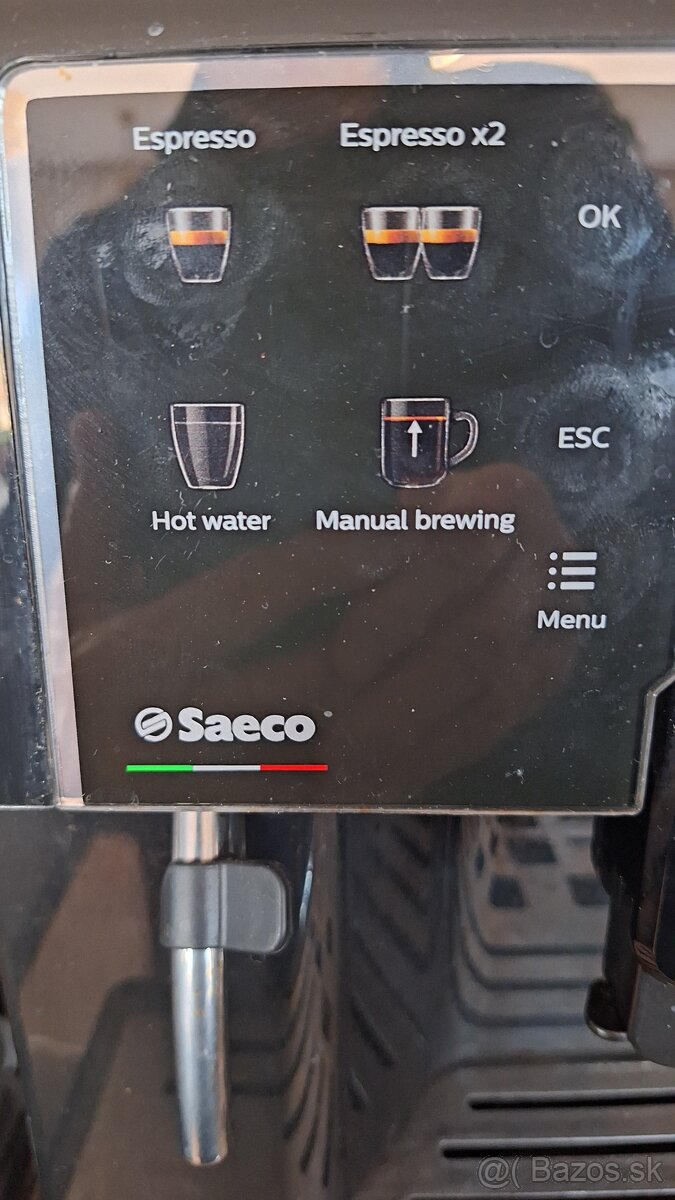 Espresso
Espresso x2
OK
ESC
Hot water
Manual brewing
Menu
Saeco
@( Bazos.sk